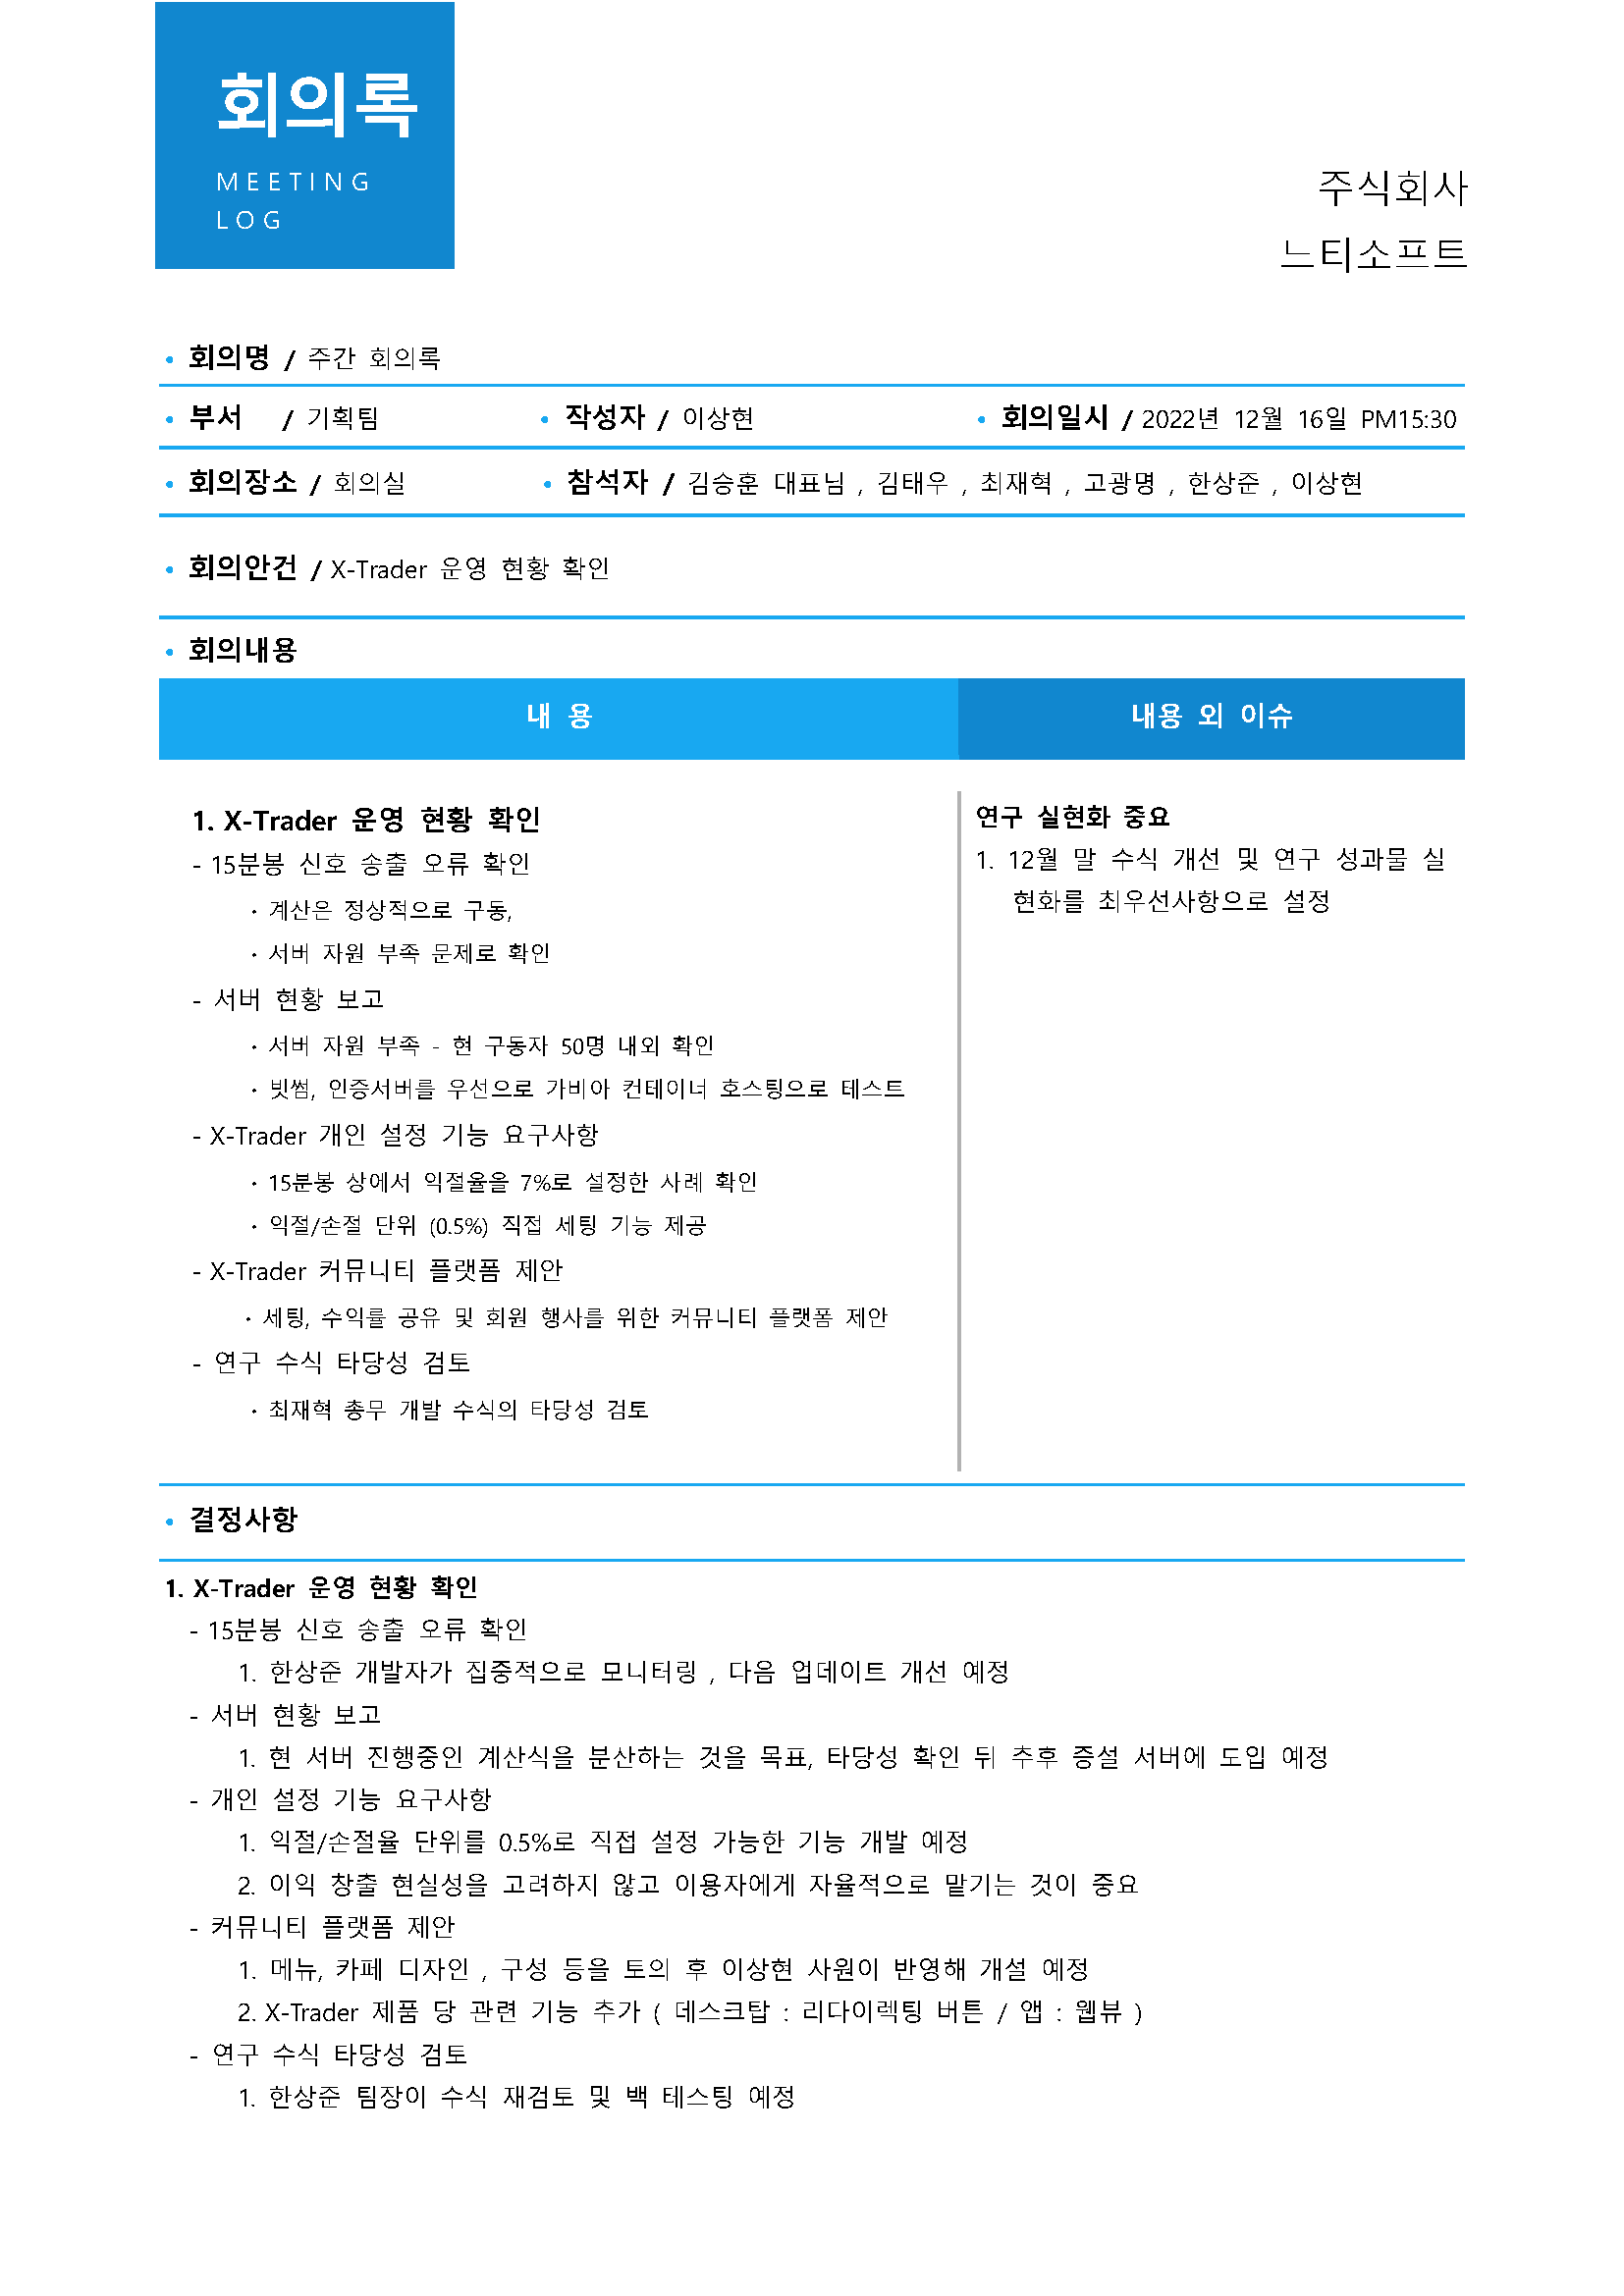 회의록
MEETING
LOG
주식회사
느티소프트
• 회의명 / 주간 회의록
• 부서 / 기획팀 • 작성자 / 이상현 • 회의일시 / 2022년 12월 16일 PM15:30
• 회의장소 / 회의실 • 참석자 / 김승훈 대표님 , 김태우 , 최재혁 , 고광명 , 한상준 , 이상현
• 회의안건 / X-Trader 운영 현황 확인
• 회의내용
내 용 내용 외 이슈
1. X-Trader 운영 현황 확인
- 15분봉 신호 송출 오류 확인
• 계산은 정상적으로 구동,
• 서버 자원 부족 문제로 확인
- 서버 현황 보고
• 서버 자원 부족 - 현 구동자 50명 내외 확인
• 빗썸, 인증서버를 우선으로 가비아 컨테이너 호스팅으로 테스트
- X-Trader 개인 설정 기능 요구사항
• 15분봉 상에서 익절율을 7%로 설정한 사례 확인
• 익절/손절 단위 (0.5%) 직접 세팅 기능 제공
- X-Trader 커뮤니티 플랫폼 제안
• 세팅, 수익률 공유 및 회원 행사를 위한 커뮤니티 플랫폼 제안
- 연구 수식 타당성 검토
• 최재혁 총무 개발 수식의 타당성 검토
연구 실현화 중요
1. 12월 말 수식 개선 및 연구 성과물 실
현화를 최우선사항으로 설정
• 결정사항
1. X-Trader 운영 현황 확인
- 15분봉 신호 송출 오류 확인
1. 한상준 개발자가 집중적으로 모니터링 , 다음 업데이트 개선 예정
- 서버 현황 보고
1. 현 서버 진행중인 계산식을 분산하는 것을 목표, 타당성 확인 뒤 추후 증설 서버에 도입 예정
- 개인 설정 기능 요구사항
1. 익절/손절율 단위를 0.5%로 직접 설정 가능한 기능 개발 예정
2. 이익 창출 현실성을 고려하지 않고 이용자에게 자율적으로 맡기는 것이 중요
- 커뮤니티 플랫폼 제안
1. 메뉴, 카페 디자인 , 구성 등을 토의 후 이상현 사원이 반영해 개설 예정
2. X-Trader 제품 당 관련 기능 추가 ( 데스크탑 : 리다이렉팅 버튼 / 앱 : 웹뷰 )
- 연구 수식 타당성 검토
1. 한상준 팀장이 수식 재검토 및 백 테스팅 예정